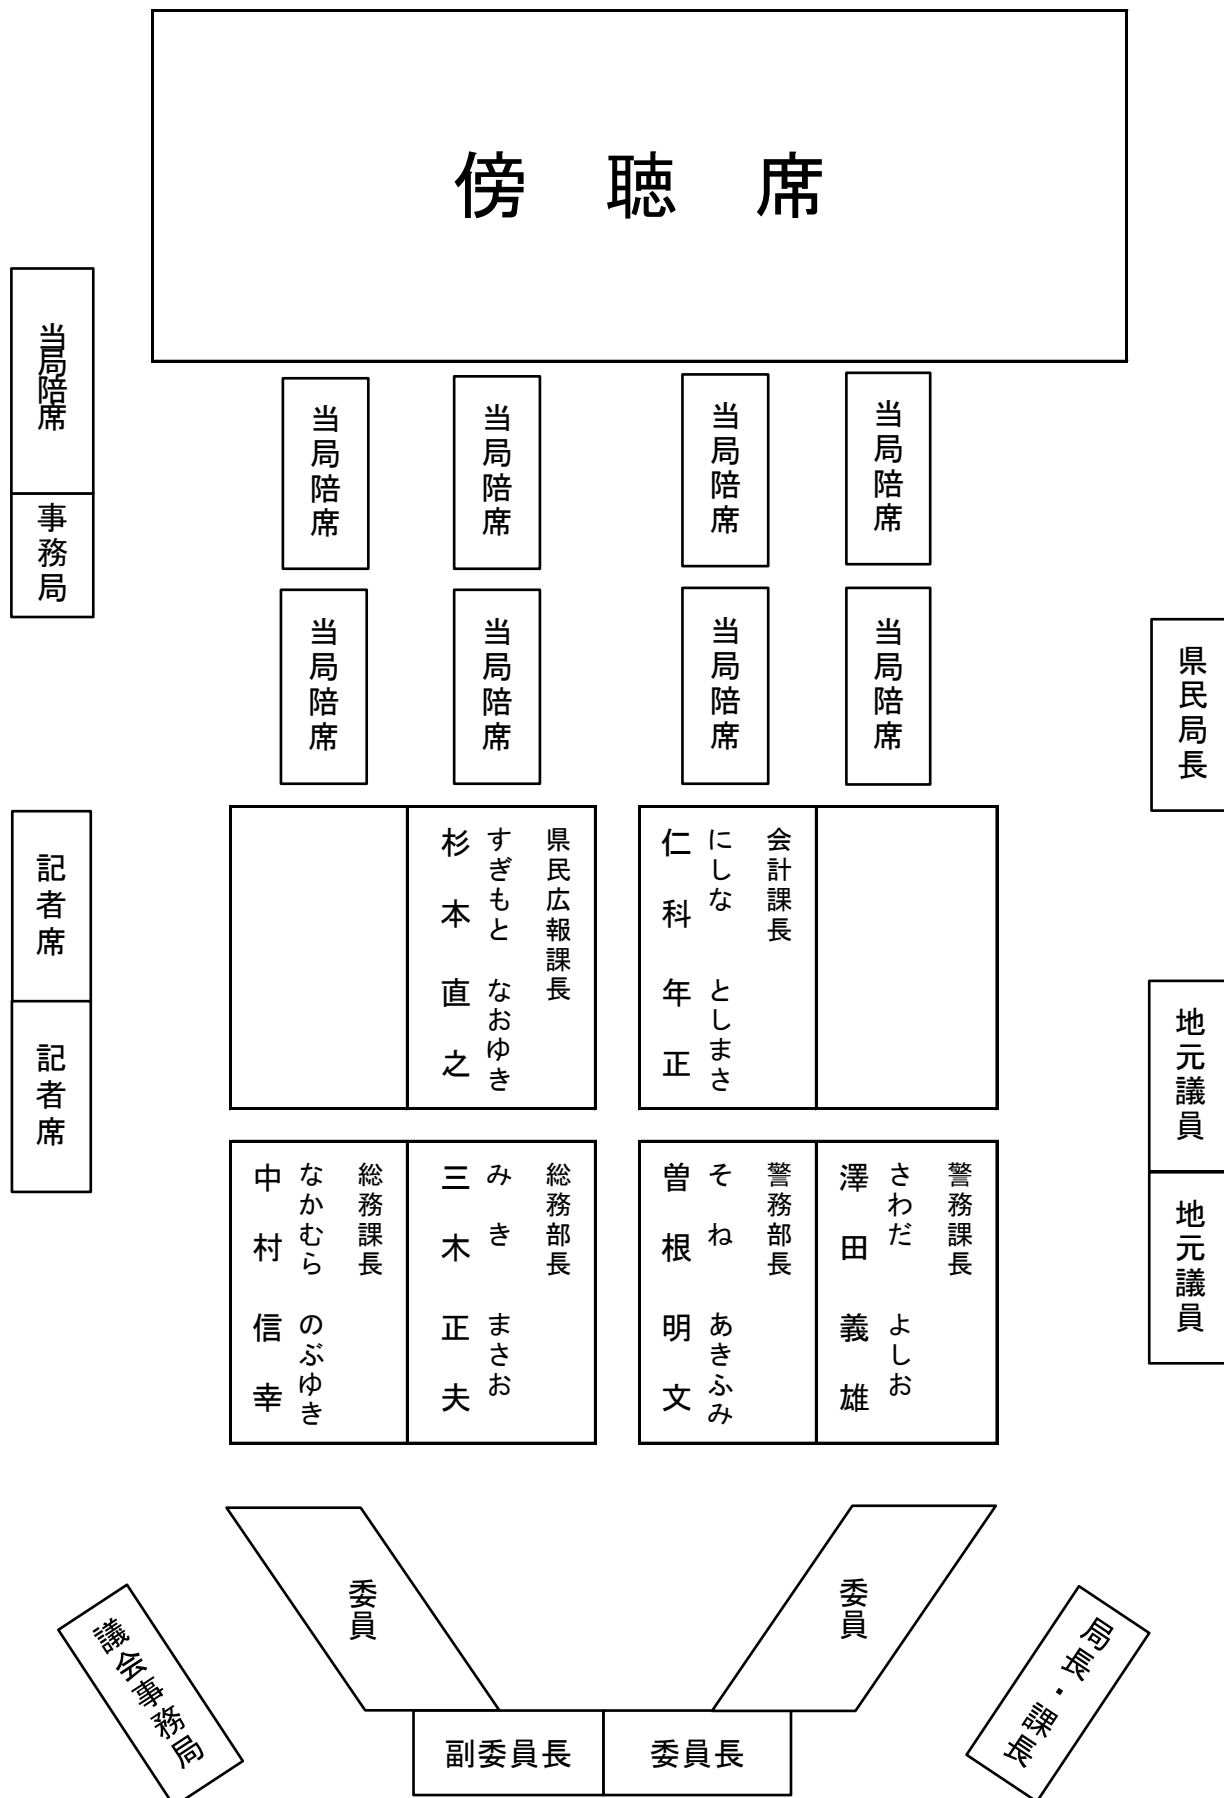 傍聴席
当局陪席
事務局
当局陪席
当局陪席
当局陪席
当局陪席
当局陪席
当局陪席
当局陪席
当局陪席
県民局長
記者席
記者席
県民広報課長
すぎもと なおゆき
杉本直之
会計課長
にしな としまさ
仁科年正
地元議員
地元議員
総務課長
なかむら のぶゆき
中村信幸
総務部長
みき まさお
三木正夫
警務部長
そね あきふみ
曽根明文
警務課長
さわだ よしお
澤田義雄
委員
委員
議会事務局
局長・課長
副委員長
委員長